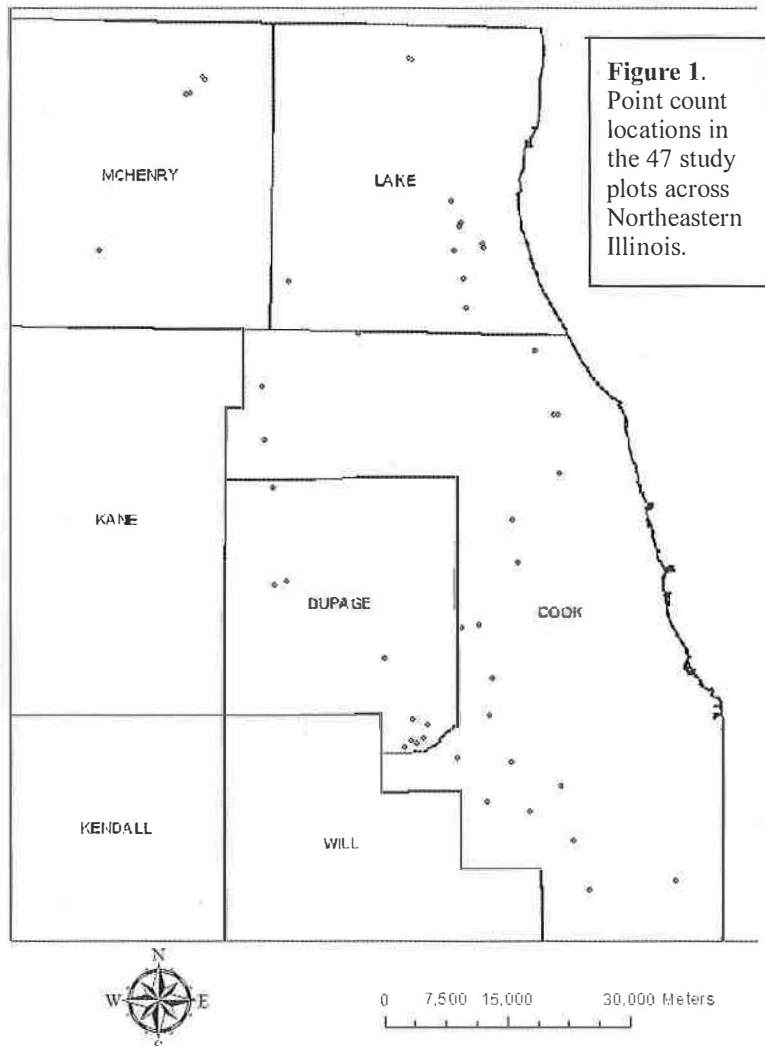 Figure 1.
Point count
locations in
the 47 study
plots across
Northeastern
Illinois.
MCHENRY
LAKE
KANE
DUPAGE
COOK
KENDALL
WILL
N
W E
S
0 7,500 15,000 30,000 Meters